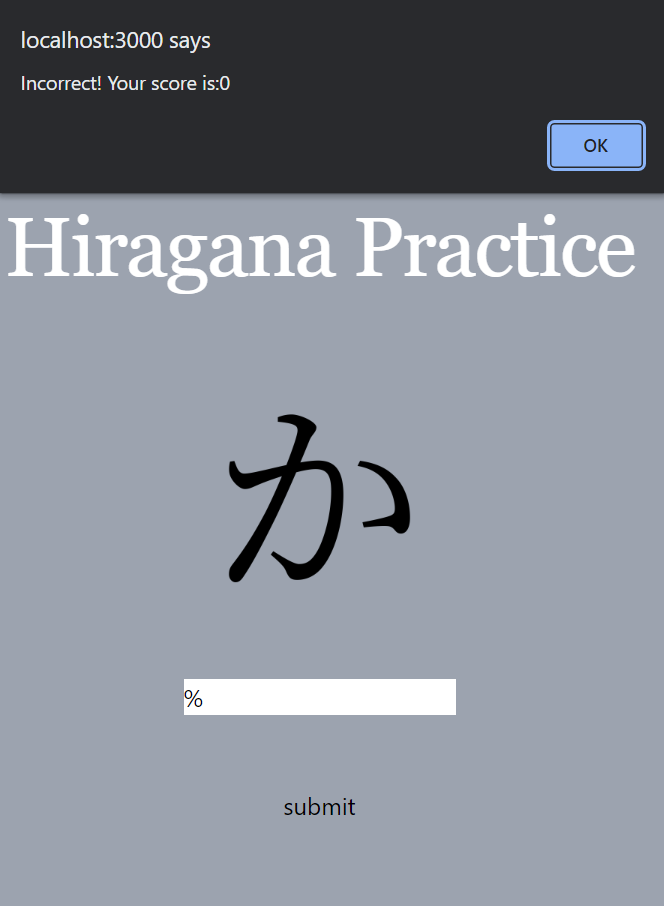 localhost:3000 says
Incorrect! Your score is:0
OK
Hiragana Practice
か
%
submit